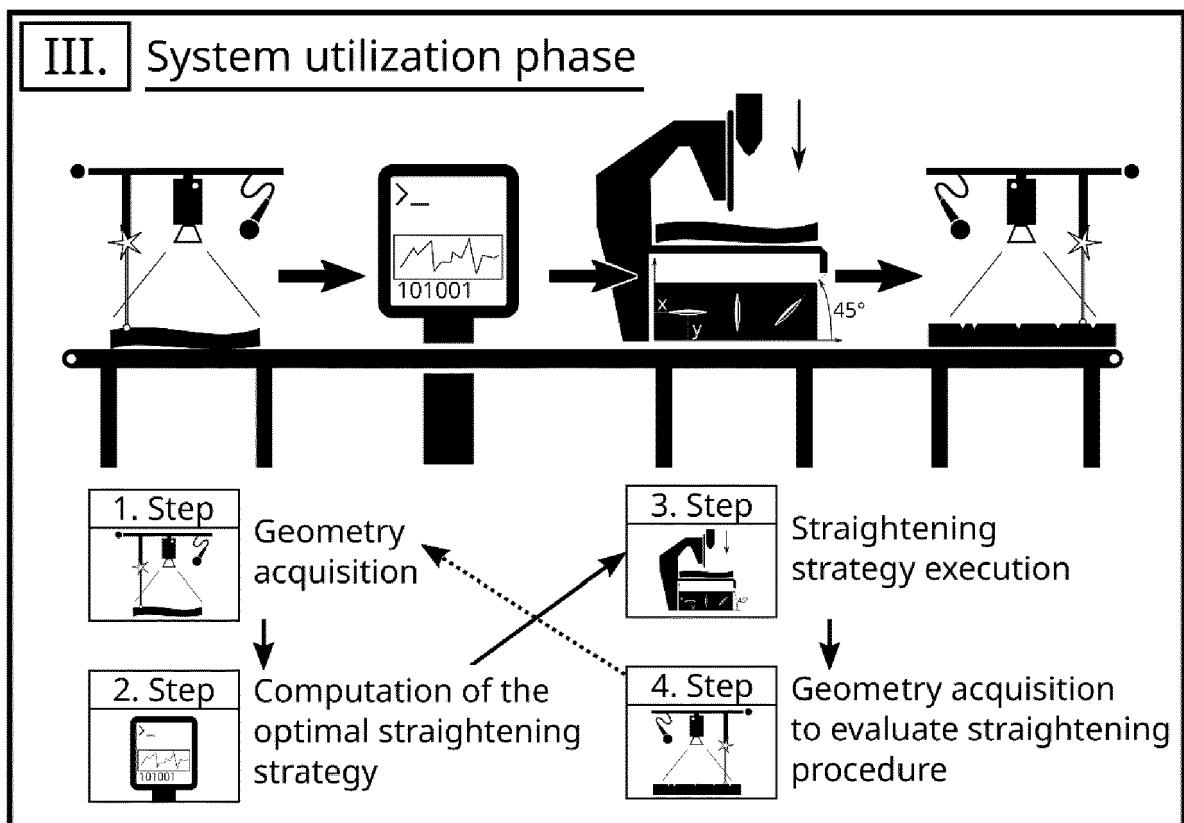 III. System utilization phase
>_
101001
x
y
45°
1. Step
Geometry
acquisition
2. Step
>_
101001
Computation of the
optimal straightening
strategy
3. Step
45°
Straightening
strategy execution
4. Step
Geometry acquisition
to evaluate straightening
procedure